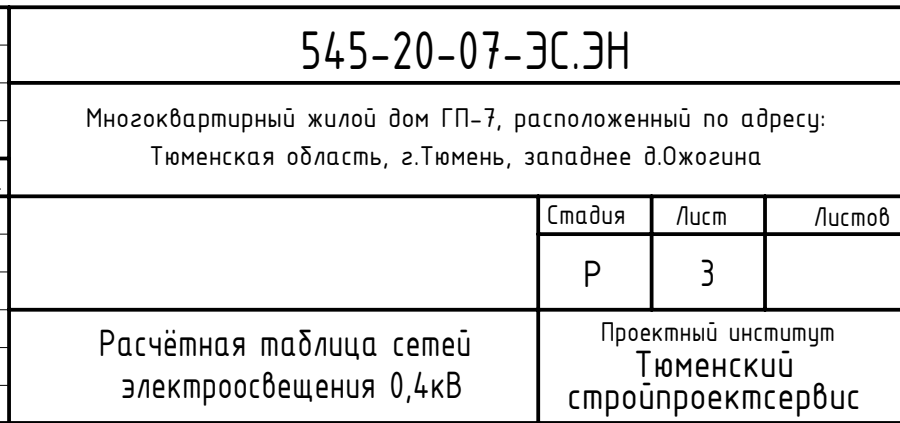 545-20-07-ЭС.ЭН
Многоквартирный жилой дом ГП-7, расположенный по адресу:
Тюменская область, г.Тюмень, западнее д.Ожогина
Стадия Лист Листов
Р 3
Расчётная таблица сетей
электроосвещения 0,4кВ
Проектный институт
Тюменский
стройпроектсервис